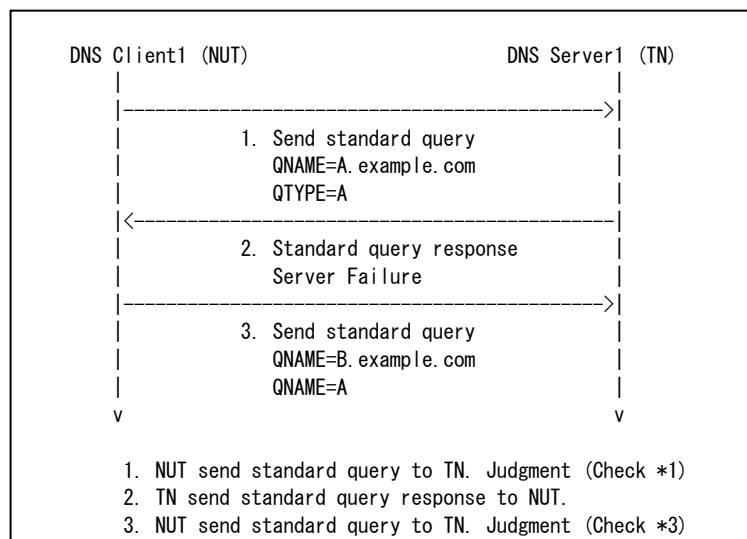 DNS Client1 (NUT) DNS Server1 (TN)
| |
|--------------------------------------------->|
| 1. Send standard query |
| QNAME=A.example.com |
| QTYPE=A |
|<---------------------------------------------|
| 2. Standard query response |
| Server Failure |
|--------------------------------------------->|
| 3. Send standard query |
| QNAME=B.example.com |
| QNAME=A |
v v
1. NUT send standard query to TN. Judgment (Check *1)
2. TN send standard query response to NUT.
3. NUT send standard query to TN. Judgment (Check *3)